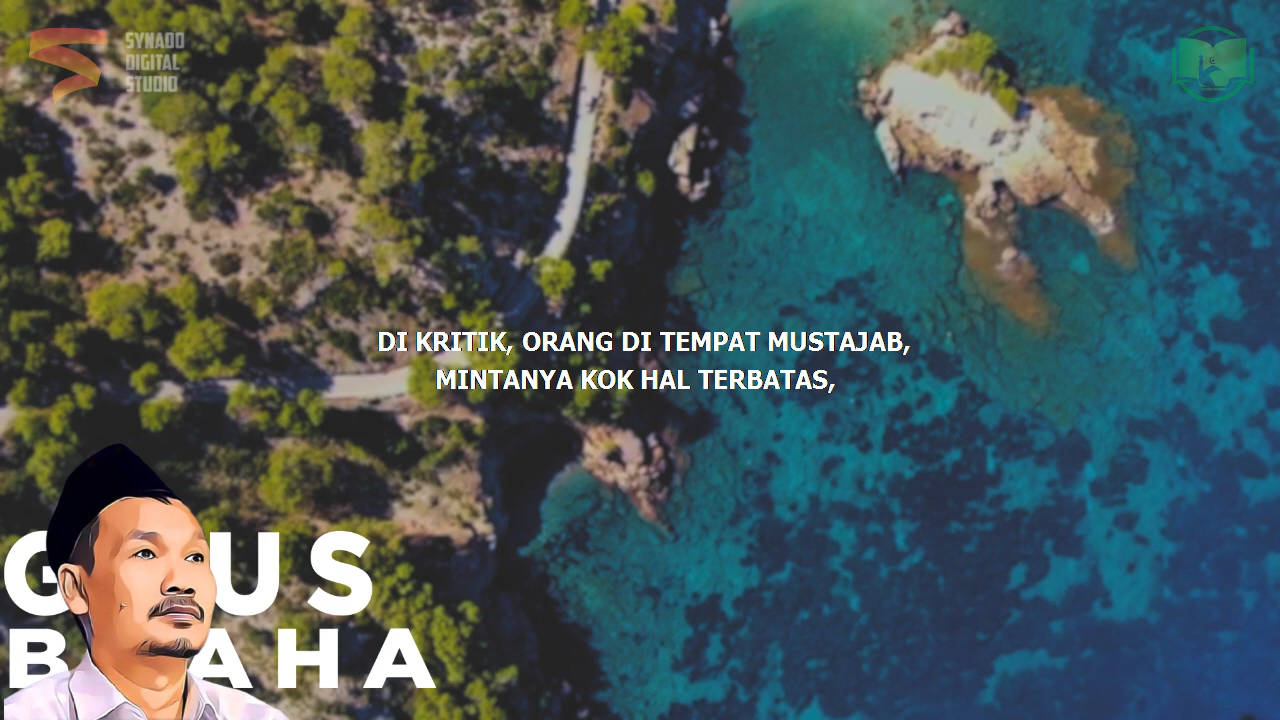 SYNADO
DIGITAL
STUDIO
DI KRITIK, ORANG DI TEMPAT MUSTAJAB,
MINTANYA KOK HAL TERBATAS,
GUS
BAHA